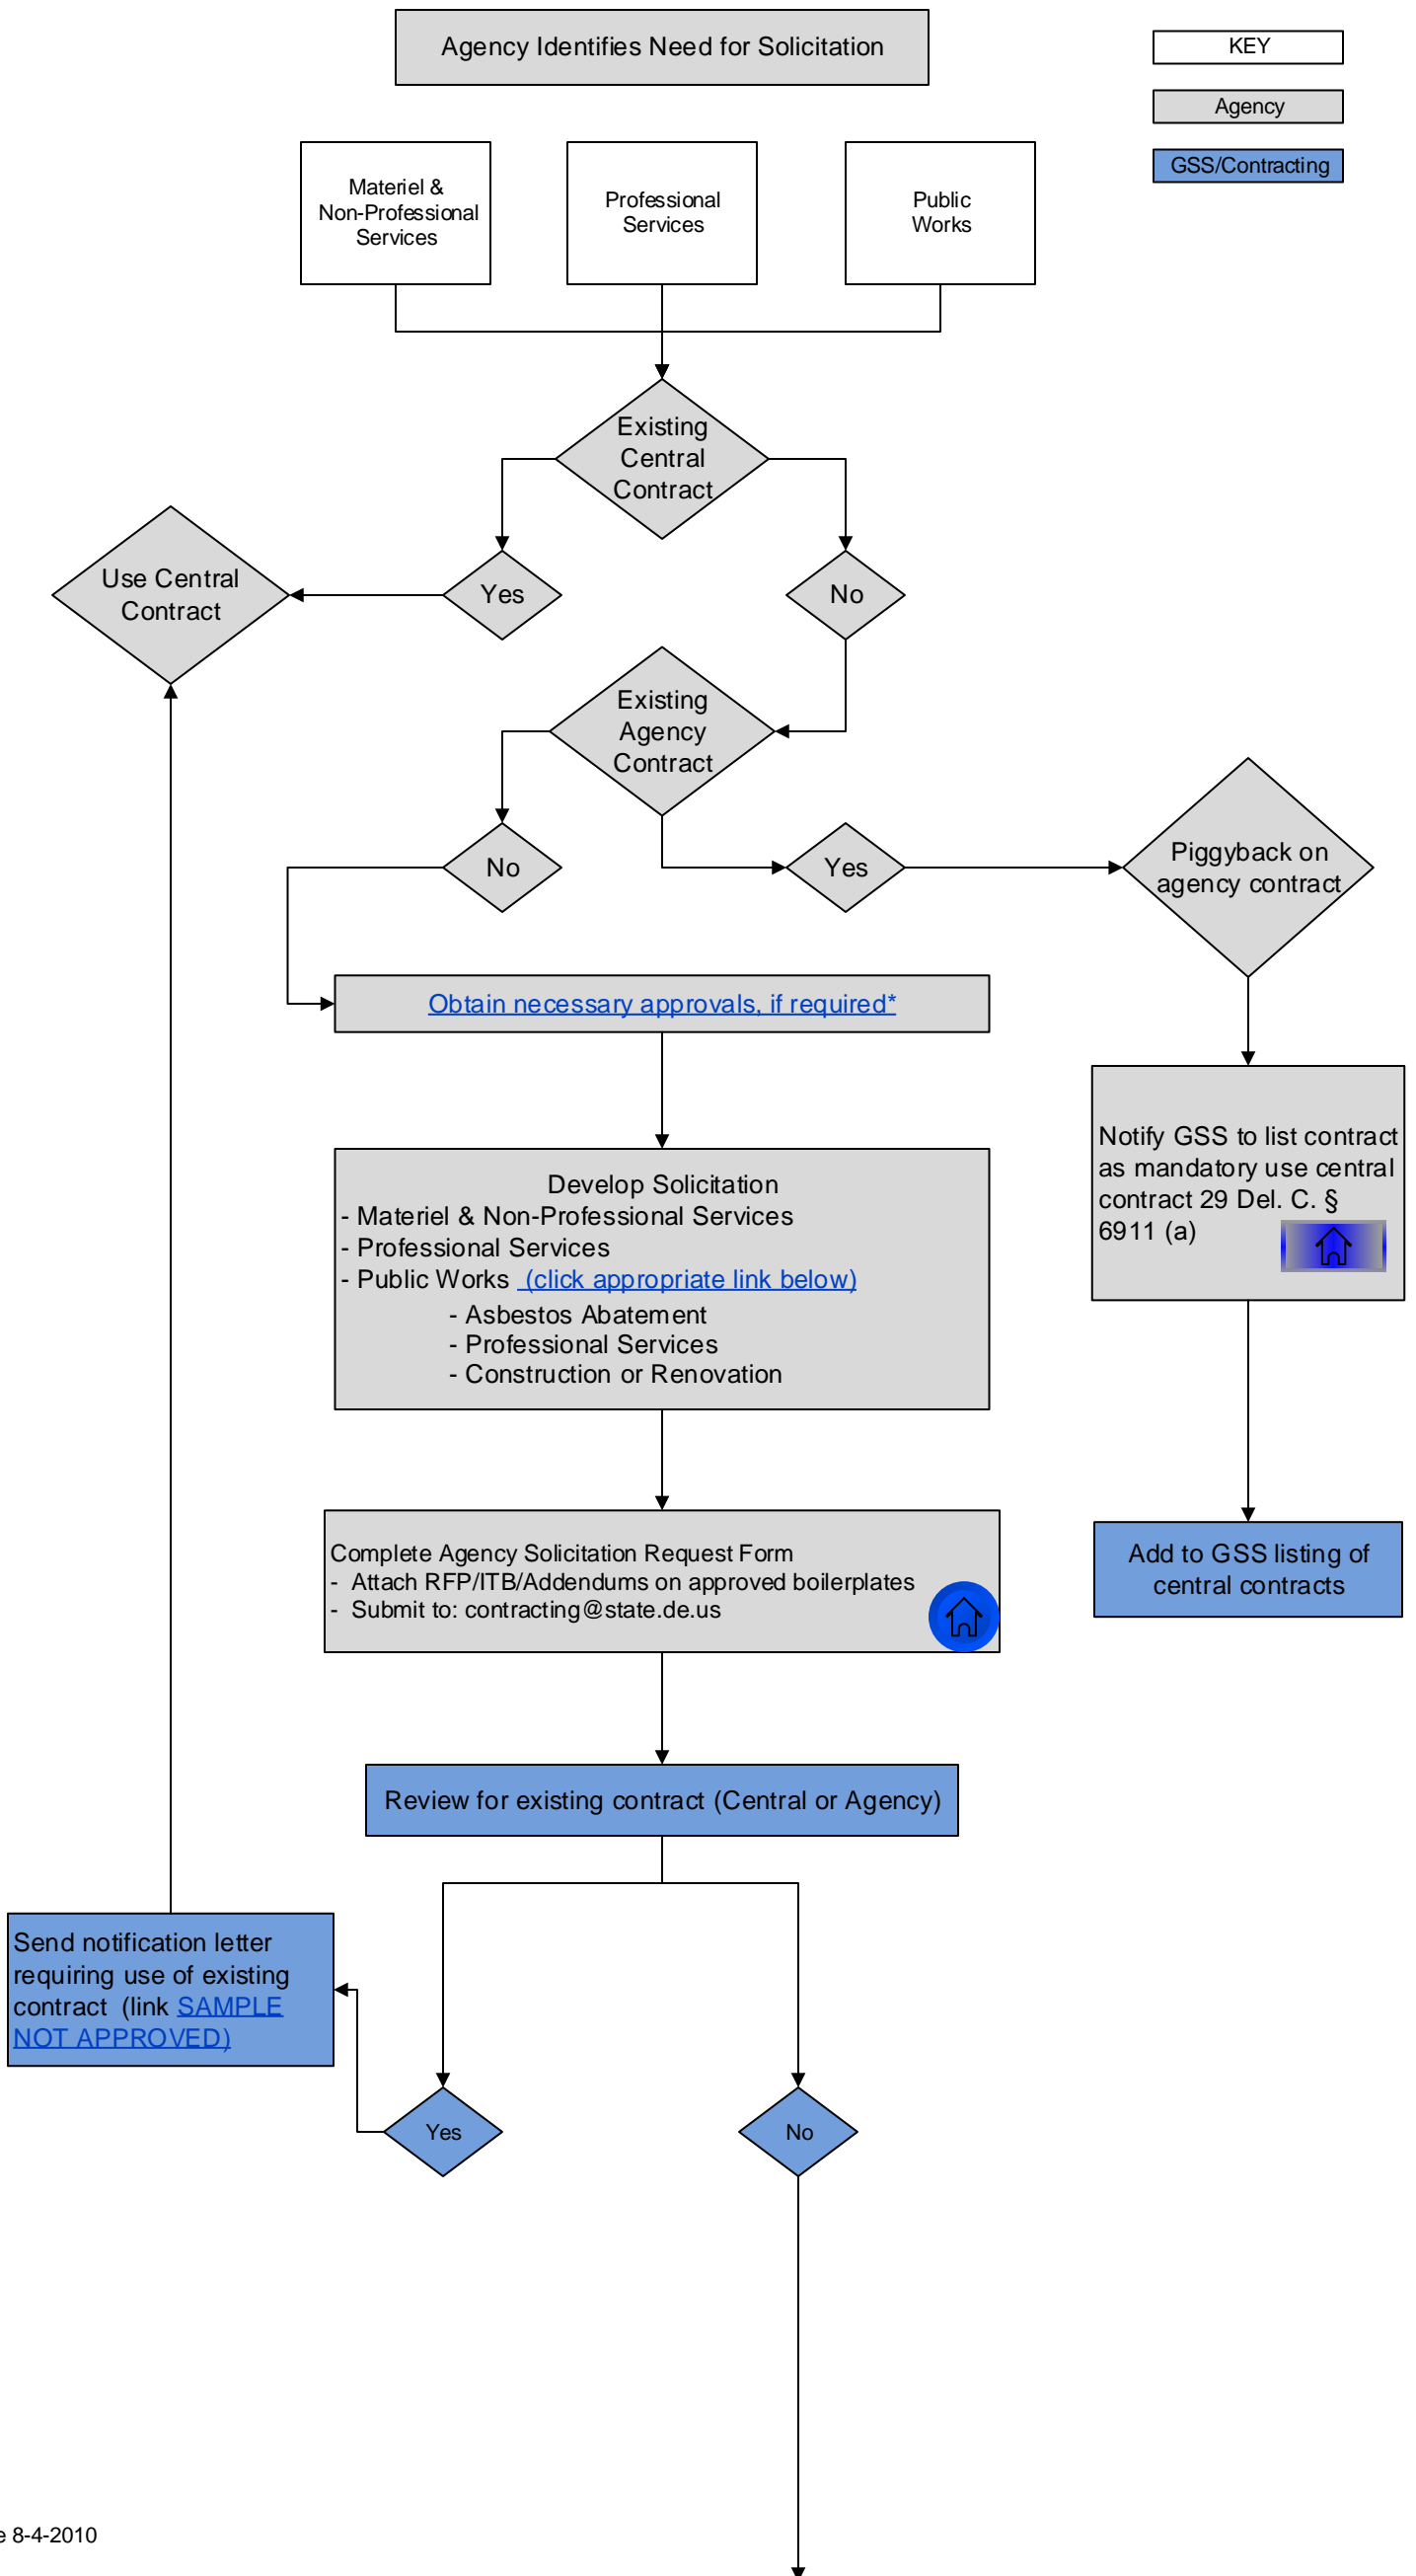 Agency Identifies Need for Solicitation
KEY
Agency
GSS/Contracting
Materiel &
Non-Professional
Services
Professional
Services
Public
Works
Existing
Central
Contract
Use Central
Contract
Yes
No
Existing
Agency
Contract
No
Yes
Piggyback on
agency contract
Obtain necessary approvals, if required*
Notify GSS to list contract
as mandatory use central
contract 29 Del. C. §
6911 (a)
Develop Solicitation
- Materiel & Non-Professional Services
- Professional Services
- Public Works  (click appropriate link below)
- Asbestos Abatement
- Professional Services
- Construction or Renovation
Complete Agency Solicitation Request Form
-  Attach RFP/ITB/Addendums on approved boilerplates
-  Submit to: contracting@state.de.us
Add to GSS listing of
central contracts
Review for existing contract (Central or Agency)
Send notification letter
requiring use of existing
contract  (link SAMPLE
NOT APPROVED)
Yes
No
8-4-2010